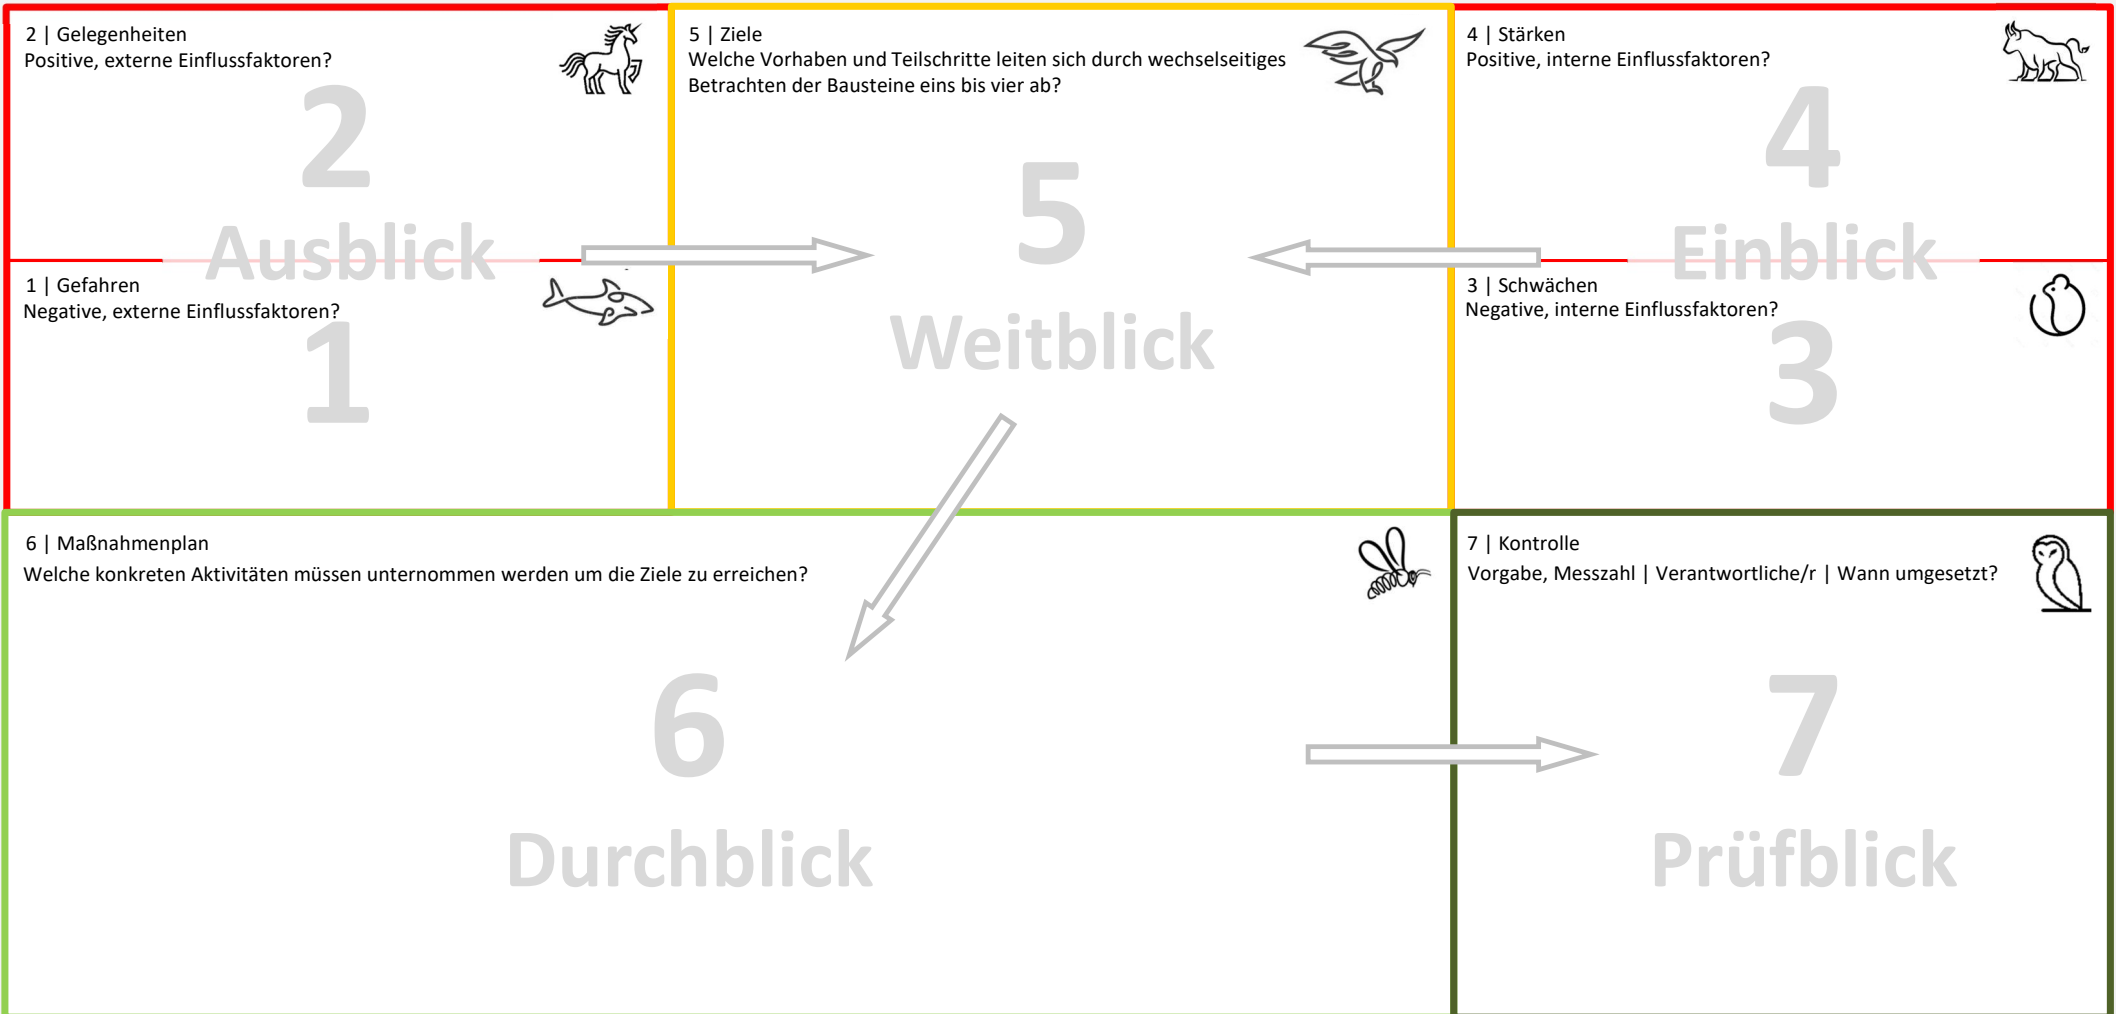 2 | Gelegenheiten
Positive, externe Einflussfaktoren?
2
Ausblick
1 | Gefahren
Negative, externe Einflussfaktoren?
1
5 | Ziele
Welche Vorhaben und Teilschritte leiten sich durch wechselseitiges
Betrachten der Bausteine eins bis vier ab?
5
Weitblick
4 | Stärken
Positive, interne Einflussfaktoren?
4
Einblick
3 | Schwächen
Negative, interne Einflussfaktoren?
3
6 | Maßnahmenplan
Welche konkreten Aktivitäten müssen unternommen werden um die Ziele zu erreichen?
6
Durchblick
7 | Kontrolle
Vorgabe, Messzahl | Verantwortliche/r | Wann umgesetzt?
7
Prüfblick